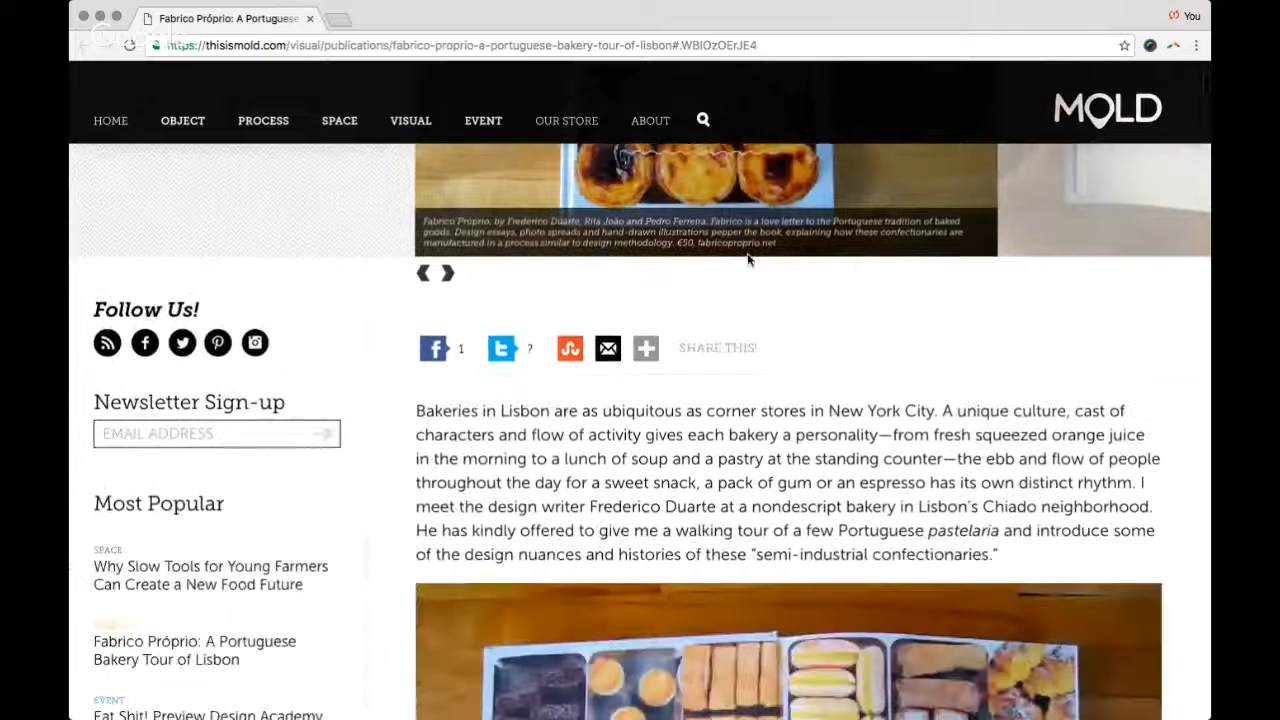 Fabrico Próprio: A Portuguese
You
https://thisismold.com/visual/publications/fabrico-proprio-a-portuguese-bakery-tour-of-lisbon#.WBIOzOErJE4
HOME OBJECT PROCESS SPACE VISUAL EVENT OUR STORE ABOUT
MOLD
Fabrico Proprio, by Frederico Duarte, Rita João and Pedro Ferreira. Fabrico is a love letter to the Portuguese tradition of baked
goods. Design essays, photo spreads and hand-drawn illustrations pepper the book, explaining how these confectionaries are
manufactured in a process similar to design methodology. €50, fabricoproprio.net
Follow Us!
1 ? SHARE THIS!
Newsletter Sign-up
EMAIL ADDRESS
Most Popular
SPACE
Why Slow Tools for Young Farmers
Can Create a New Food Future
Fabrico Próprio: A Portuguese
Bakery Tour of Lisbon
EVENT
Eat Shit! Preview Design Academy
Bakeries in Lisbon are as ubiquitous as corner stores in New York City. A unique culture, cast of
characters and flow of activity gives each bakery a personality—from fresh squeezed orange juice
in the morning to a lunch of soup and a pastry at the standing counter—the ebb and flow of people
throughout the day for a sweet snack, a pack of gum or an espresso has its own distinct rhythm. I
meet the design writer Frederico Duarte at a nondescript bakery in Lisbon's Chiado neighborhood.
He has kindly offered to give me a walking tour of a few Portuguese pastelaria and introduce some
of the design nuances and histories of these “semi-industrial confectionaries.”